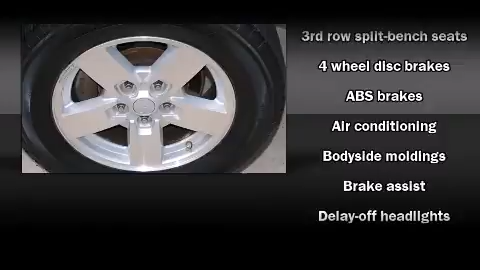 3rd row split-bench seats
4 wheel disc brakes
ABS brakes
Air conditioning
Bodyside moldings
Brake assist
Delay-off headlights